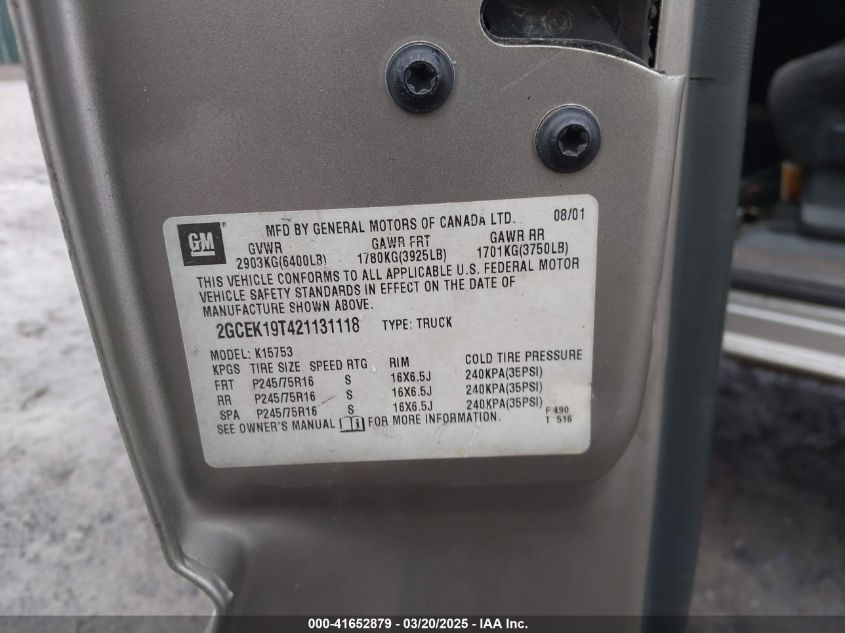 GM
MFD BY GENERAL MOTORS OF CANADA LTD. 08/01
GVWR GAWR FRT GAWR RR
2903KG(6400LB) 1780KG(3925LB) 1701KG(3750LB)
THIS VEHICLE CONFORMS TO ALL APPLICABLE U.S. FEDERAL MOTOR
VEHICLE SAFETY STANDARDS IN EFFECT ON THE DATE OF
MANUFACTURE SHOWN ABOVE.
2GCEK19T421131118 TYPE: TRUCK
MODEL: K15753
KPGS TIRE SIZE SPEED RTG RIM COLD TIRE PRESSURE
FRT P245/75R16 S 16X6.5J 240KPA(35PSI)
RR P245/75R16 S 16X6.5J 240KPA(35PSI)
SPA P245/75R16 S 16X6.5J 240KPA(35PSI)
SEE OWNER'S MANUAL FOR MORE INFORMATION.
F 490
T 516
000-41652879 / 03/20/2025 - IAA Inc.